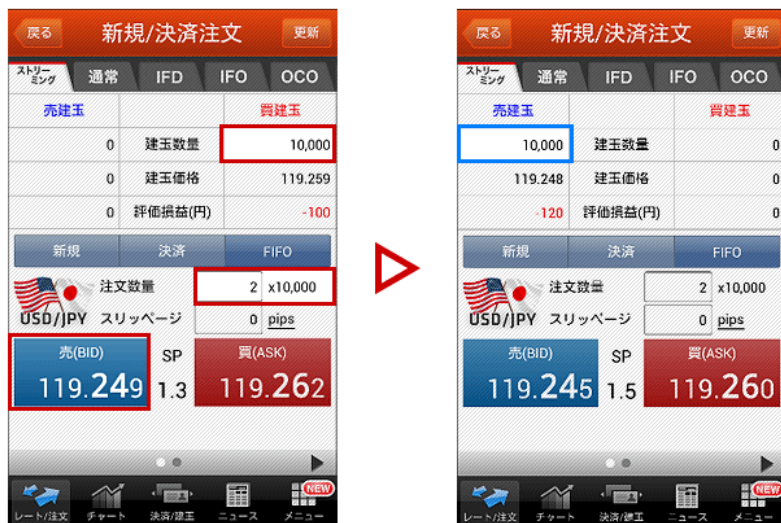 戻る 新規/決済注文 更新
ストリーミング 通常 IFD IFO OCO
売建玉 買建玉
0 建玉数量 10,000
0 建玉価格 119.259
0 評価損益(円) -100
新規 決済 FIFO
注文数量 2 x10,000
USD/JPY スリッページ 0 pips
売(BID) SP 買(ASK)
119.249 1.3 119.262
NEW
レート/注文 チャート 決済/建玉 ニュース メニュー
戻る 新規/決済注文 更新
ストリーミング 通常 IFD IFO OCO
売建玉 買建玉
10,000 建玉数量 0
119.248 建玉価格 0
-120 評価損益(円) 0
新規 決済 FIFO
注文数量 2 x10,000
USD/JPY スリッページ 0 pips
売(BID) SP 買(ASK)
119.245 1.5 119.260
NEW
レート/注文 チャート 決済/建玉 ニュース メニュー